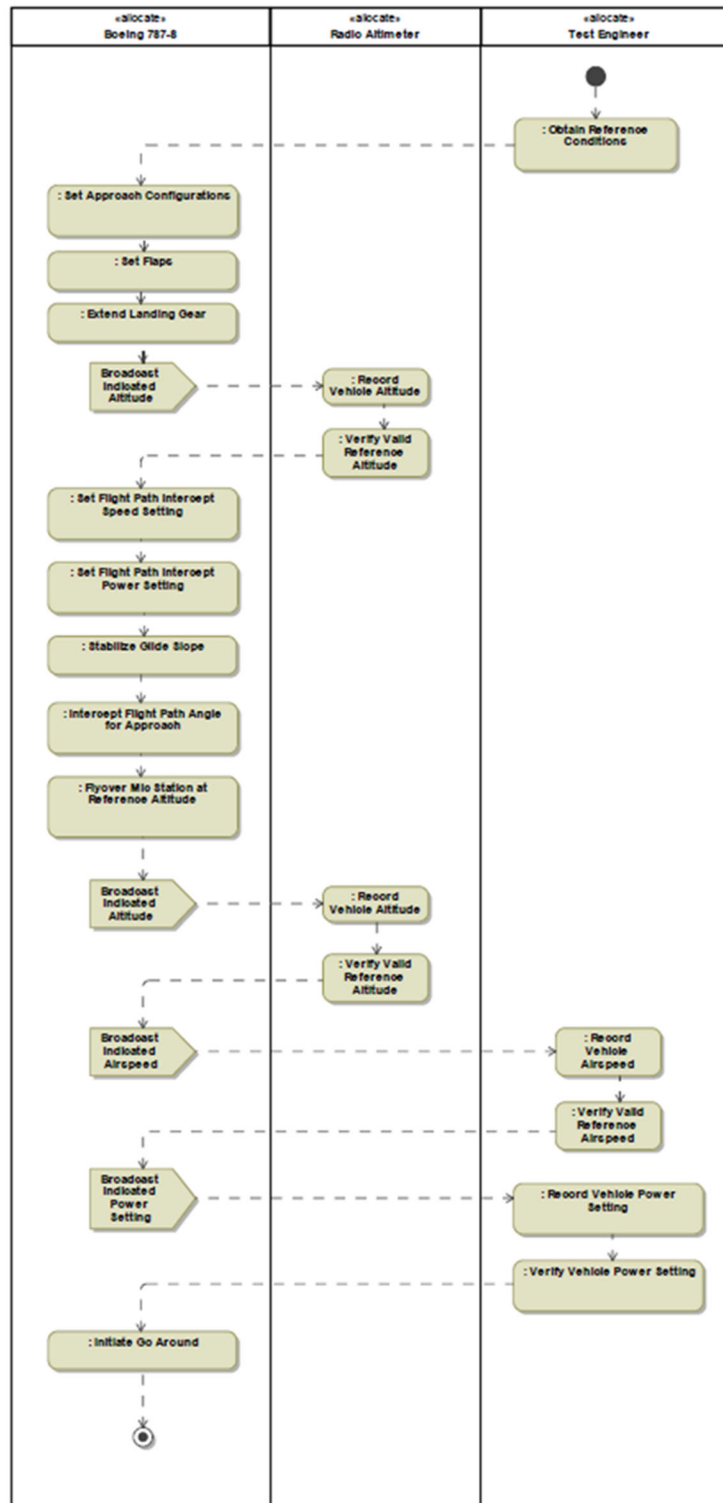 «allocate»
Boeing 787-8
«allocate»
Radio Altimeter
«allocate»
Test Engineer
: Obtain Reference
Conditions
: Set Approach Configurations
: Set Flaps
: Extend Landing Gear
Broadcast
Indicated
Altitude
: Record
Vehicle Altitude
: Verify Valid
Reference
Altitude
: Set Flight Path Intercept
Speed Setting
: Set Flight Path Intercept
Power Setting
: Stabilize Glide Slope
: Intercept Flight Path Angle
for Approach
: Flyover Mic Station at
Reference Altitude
Broadcast
Indicated
Altitude
: Record
Vehicle Altitude
: Verify Valid
Reference
Altitude
Broadcast
Indicated
Airspeed
: Record
Vehicle
Airspeed
: Verify Valid
Reference
Airspeed
Broadcast
Indicated
Power
Setting
: Record Vehicle Power
Setting
: Verify Vehicle Power Setting
: Initiate Go Around